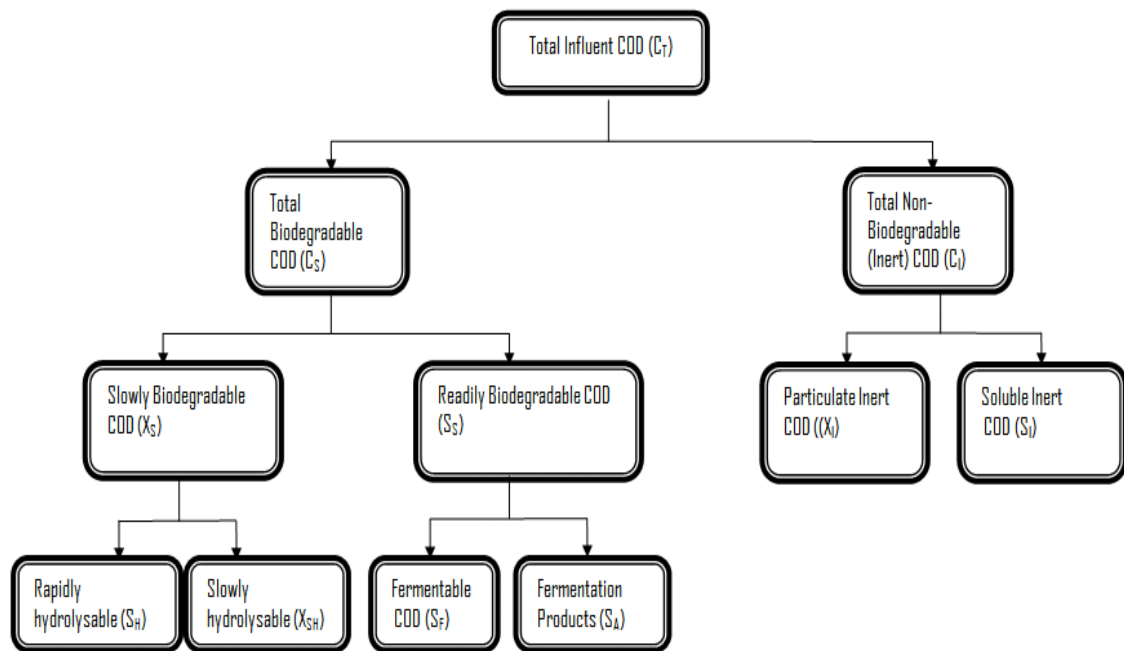 Total Influent COD (CT)
Total
Biodegradable
COD (CS)
Total Non-
Biodegradable
(Inert) COD (CI)
Slowly Biodegradable
COD (XS)
Readily Biodegradable COD
(SS)
Particulate Inert
COD ((XI)
Soluble Inert
COD (SI)
Rapidly
hydrolysable (SH)
Slowly
hydrolysable (XSH)
Fermentable
COD (SF)
Fermentation
Products (SA)